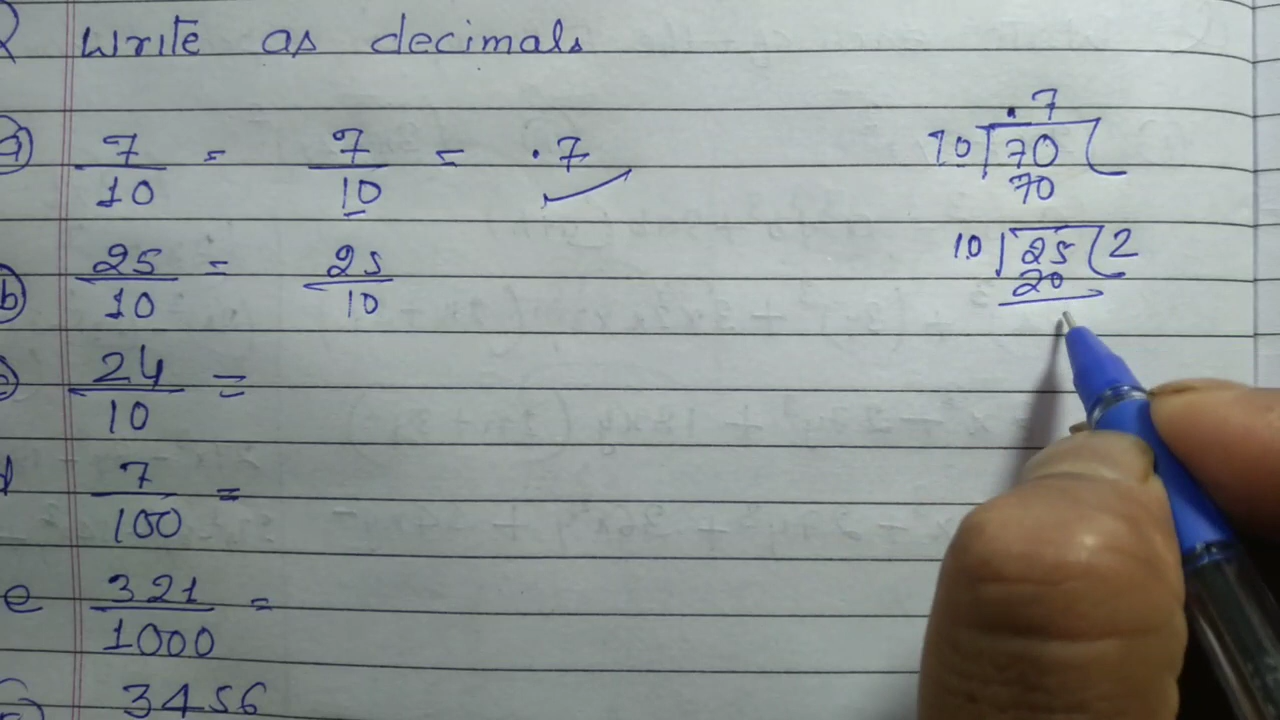 Q Write as decimals
a 7/10 = 7/10 = .7
.7
10 70
70
b 25/10 = 25/10
10 25 2
20
c 24/10 =
d 7/100 =
e 321/1000 =
3456